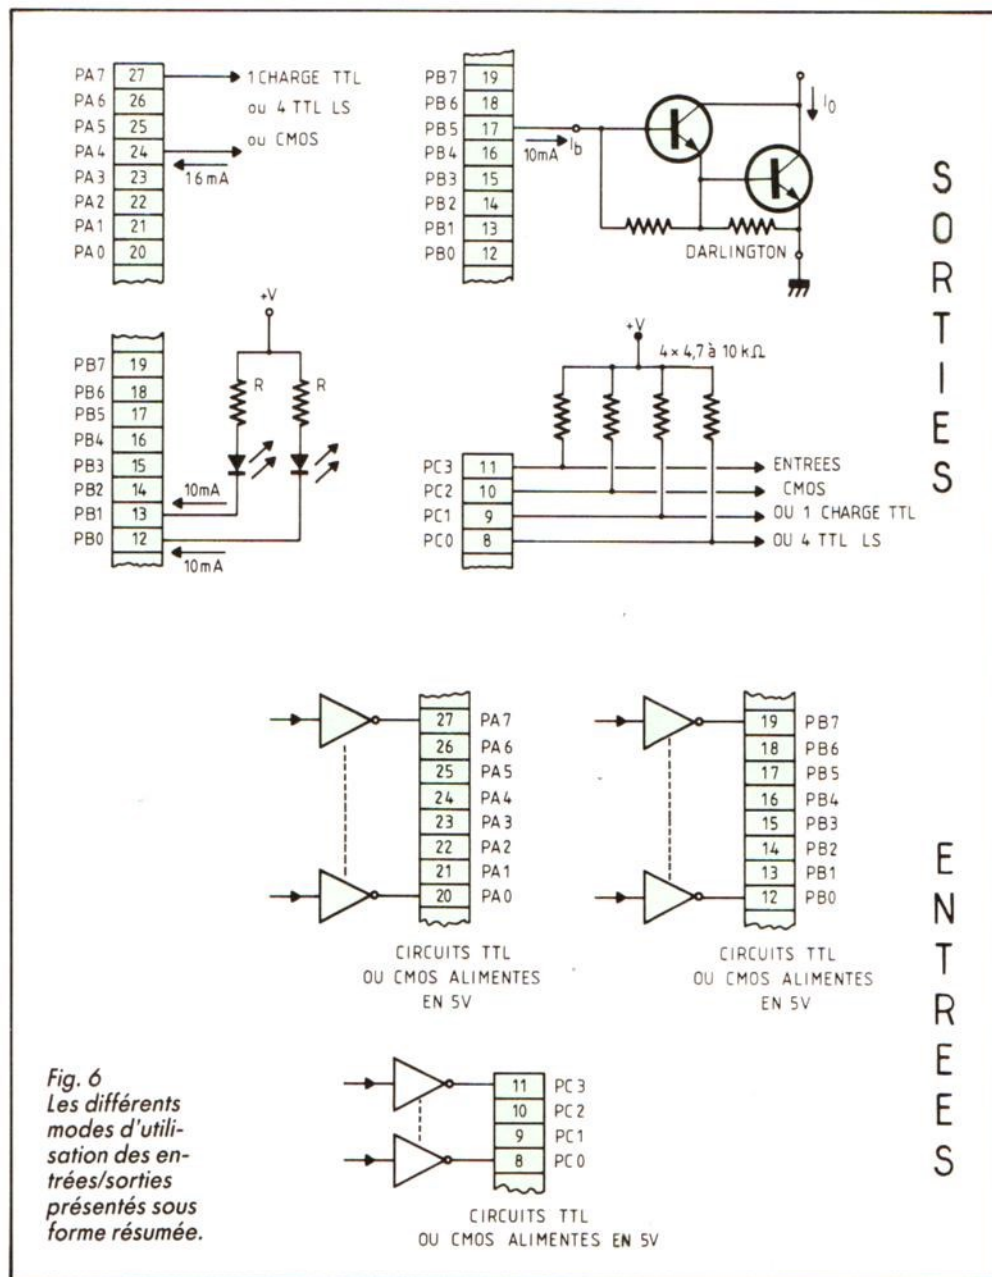 PA7 27
PA6 26
PA5 25
PA4 24
PA3 23
PA2 22
PA1 21
PA0 20
1 CHARGE TTL
OU 4 TTL LS
OU CMOS
16mA
PB7 19
PB6 18
PB5 17
PB4 16
PB3 15
PB2 14
PB1 13
PB0 12
10mA
Ib
I0
DARLINGTON
SORTIES
PB7 19
PB6 18
PB5 17
PB4 16
PB3 15
PB2 14
PB1 13
PB0 12
+V
R
R
10mA
10mA
+V
4 x 4,7 à 10 kΩ
PC3 11
PC2 10
PC1 9
PC0 8
ENTREES
CMOS
OU 1 CHARGE TTL
OU 4 TTL LS
27 PA7
26 PA6
25 PA5
24 PA4
23 PA3
22 PA2
21 PA1
20 PA0
CIRCUITS TTL
OU CMOS ALIMENTES
EN 5V
19 PB7
18 PB6
17 PB5
16 PB4
15 PB3
14 PB2
13 PB1
12 PB0
CIRCUITS TTL
OU CMOS ALIMENTES
EN 5V
ENTREES
11 PC3
10 PC2
9 PC1
8 PC0
CIRCUITS TTL
OU CMOS ALIMENTES EN 5V
Fig. 6
Les différents
modes d'utili-
sation des en-
trées/sorties
présentés sous
forme résumée.